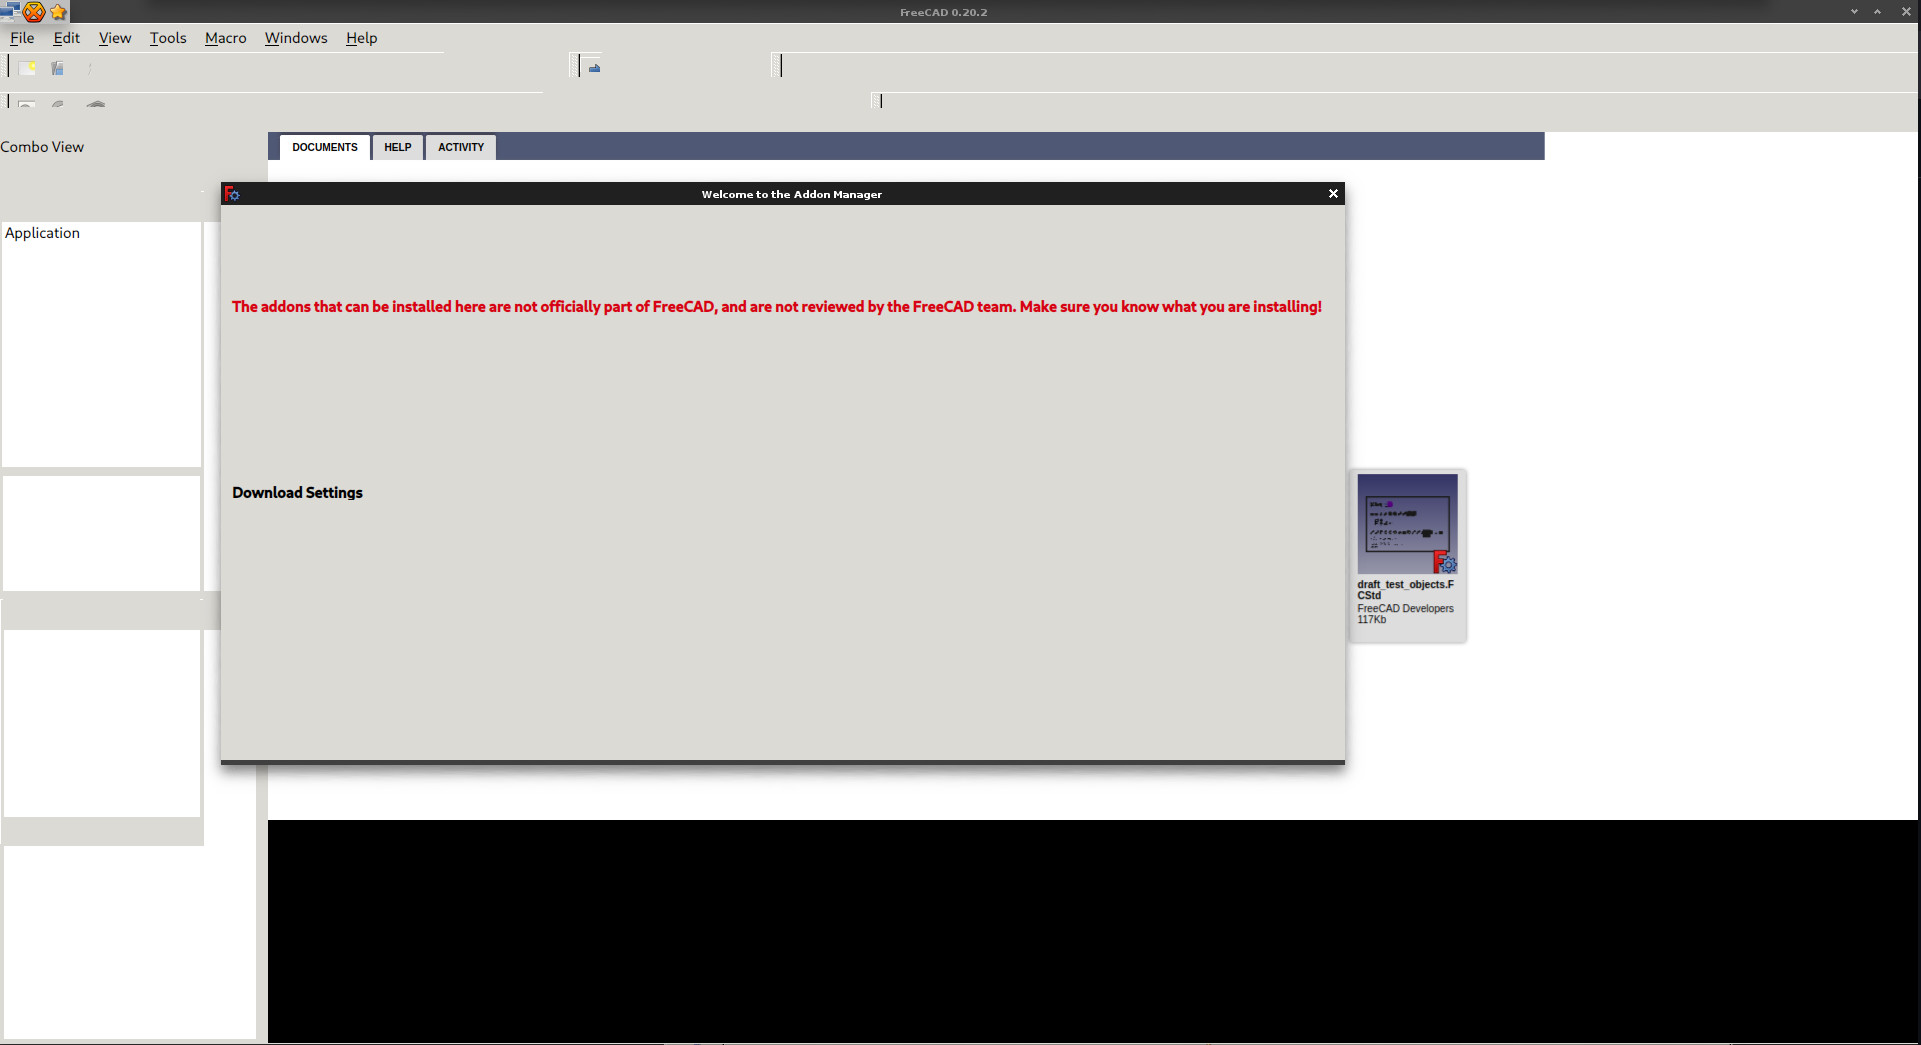 FreeCAD 0.20.2
File Edit View Tools Macro Windows Help
Combo View
DOCUMENTS HELP ACTIVITY
Welcome to the Addon Manager
Application
The addons that can be installed here are not officially part of FreeCAD, and are not reviewed by the FreeCAD team. Make sure you know what you are installing!
Download Settings
draft_test_objects.F
CStd
FreeCAD Developers
117Kb